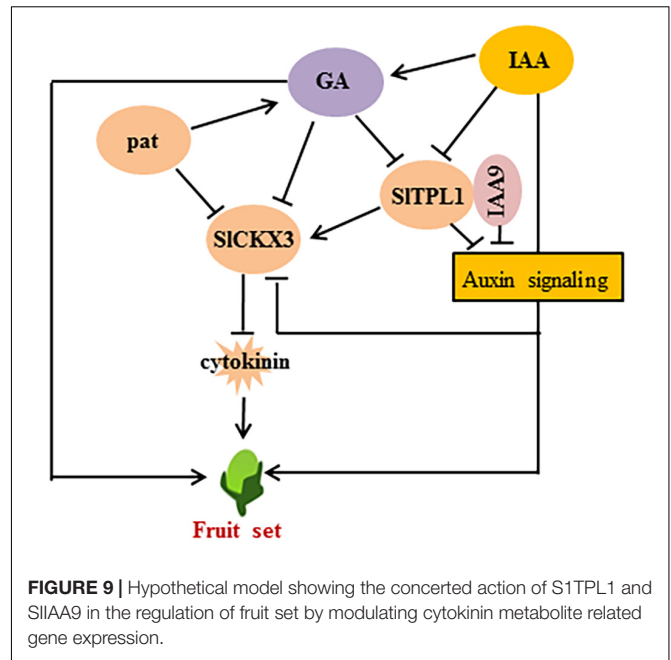 IAA
GA
pat
SlTPL1
IAA9
SlCKX3
Auxin signaling
cytokinin
Fruit set
FIGURE 9 | Hypothetical model showing the concerted action of S1TPL1 and
SlIAA9 in the regulation of fruit set by modulating cytokinin metabolite related
gene expression.